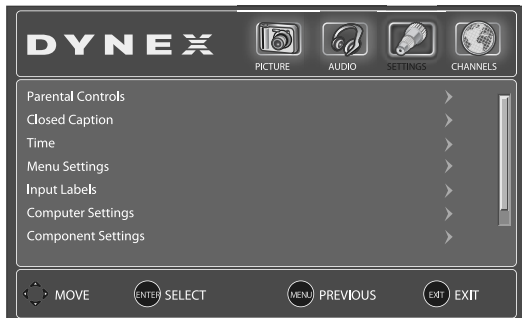 DYNEX
PICTURE AUDIO SETTINGS CHANNELS
Parental Controls
Closed Caption
Time
Menu Settings
Input Labels
Computer Settings
Component Settings
MOVE ENTER SELECT MENU PREVIOUS EXIT EXIT